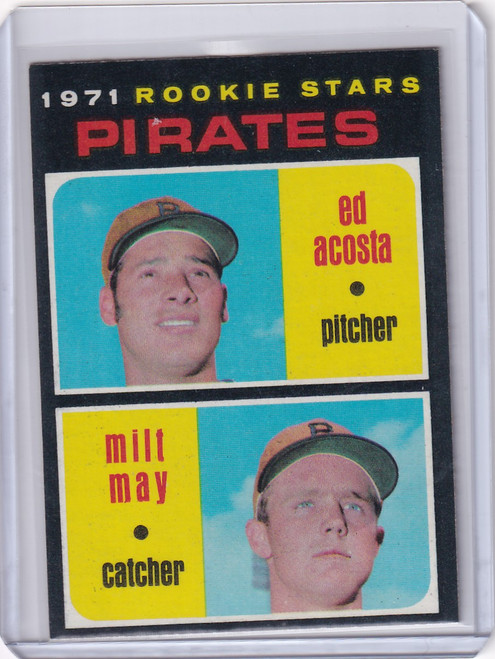 1971 ROOKIE STARS
PIRATES
ed
acosta
pitcher
milt
may
catcher